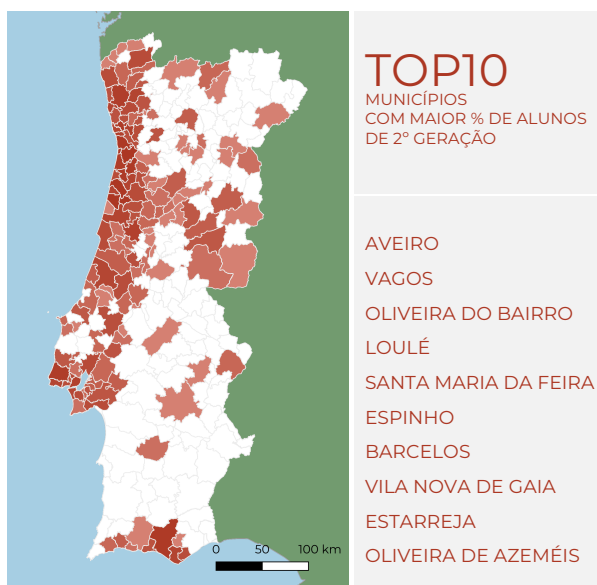 TOP10
MUNICÍPIOS
COM MAIOR % DE ALUNOS
DE 2º GERAÇÃO
AVEIRO
VAGOS
OLIVEIRA DO BAIRRO
LOULÉ
SANTA MARIA DA FEIRA
ESPINHO
BARCELOS
VILA NOVA DE GAIA
ESTARREJA
OLIVEIRA DE AZEMÉIS
0 50 100 km